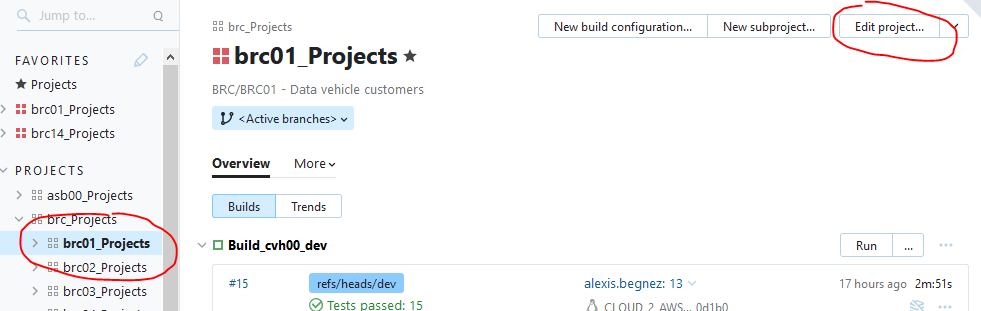 Jump to...
Q
FAVORITES
Projects
brc01_Projects
brc14_Projects
PROJECTS
asb00_Projects
brc_Projects
brc01_Projects
brc02_Projects
brc03_Projects
brc_Projects
New build configuration...
New subproject...
Edit project...
brc01_Projects
BRC/BRC01 - Data vehicle customers
<Active branches>
Overview
More
Builds
Trends
Build_cvh00_dev
Run
...
#15
refs/heads/dev
alexis.begnez: 13
17 hours ago
2m:51s
Tests passed: 15
CLOUD_2_AWS... 0d1b0